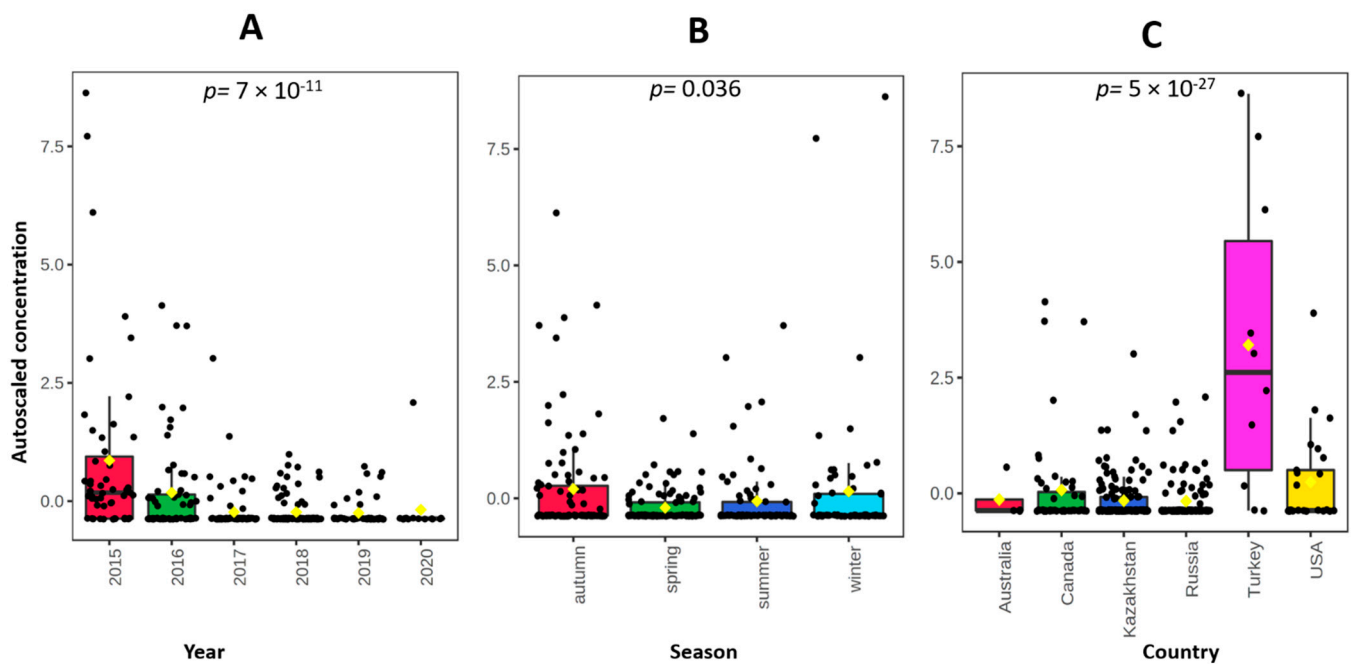 A
B
C
p= 7 × 10-11
p= 0.036
p= 5 × 10-27
Autoscaled concentration
7.5
5.0
2.5
0.0
7.5
5.0
2.5
0.0
7.5
5.0
2.5
0.0
2015
2016
2017
2018
2019
2020
autumn
spring
summer
winter
Australia
Canada
Kazakhstan
Russia
Turkey
USA
Year
Season
Country